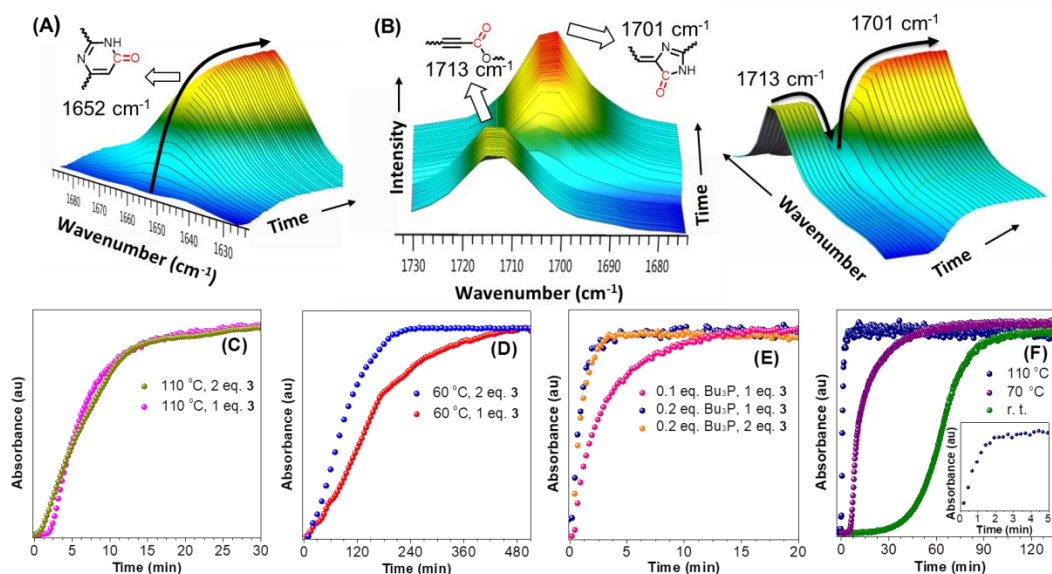 (A)
NH
N
O
1652 cm⁻¹
1680
1670
1660
1650
1640
1630
Wavenumber (cm⁻¹)
Time
(B)
O
O
1713 cm⁻¹
1701 cm⁻¹
N
NH
O
Intensity
Time
1730
1720
1710
1700
1690
1680
Wavenumber (cm⁻¹)
1701 cm⁻¹
1713 cm⁻¹
Wavenumber
Time
(C)
110 °C, 2 eq. 3
110 °C, 1 eq. 3
Absorbance (au)
0 5 10 15 20 25 30
Time (min)
(D)
60 °C, 2 eq. 3
60 °C, 1 eq. 3
Absorbance (au)
0 120 240 360 480
Time (min)
(E)
0.1 eq. Bu₃P, 1 eq. 3
0.2 eq. Bu₃P, 1 eq. 3
0.2 eq. Bu₃P, 2 eq. 3
Absorbance (au)
0 5 10 15 20
Time (min)
(F)
110 °C
70 °C
r. t.
Absorbance (au)
Absorbance (au)
0 1 2 3 4 5
Time (min)
0 30 60 90 120
Time (min)